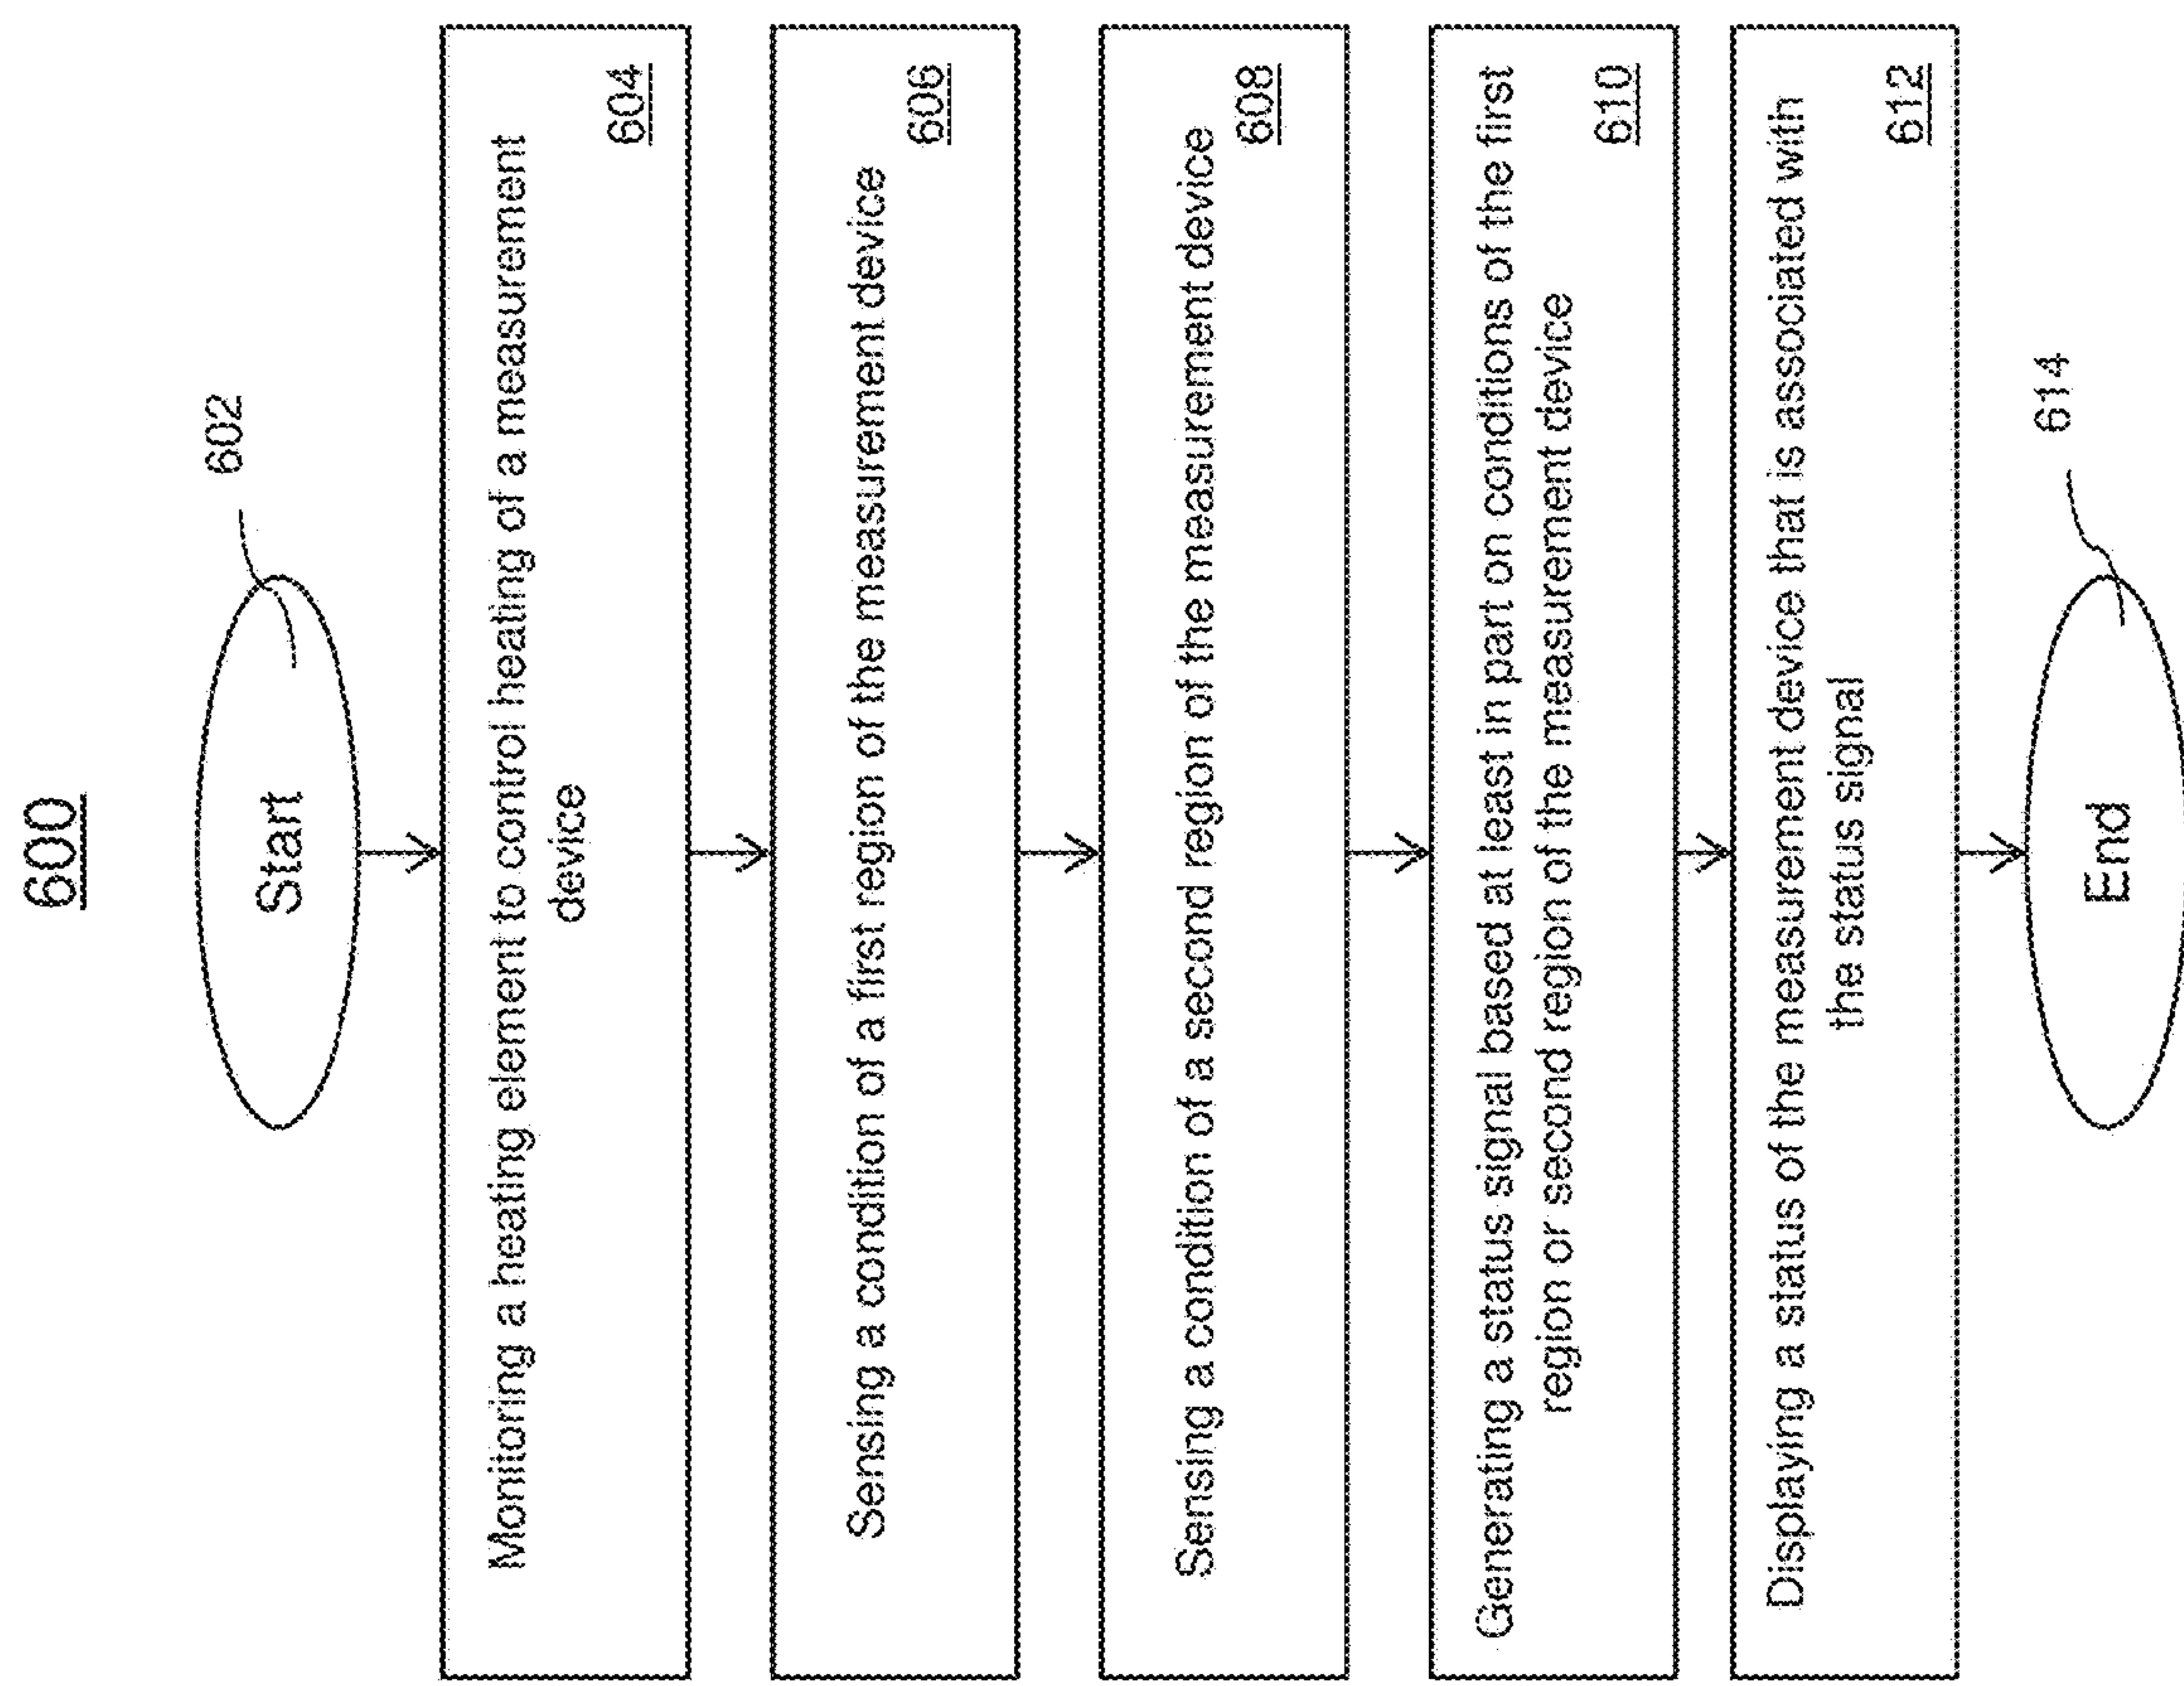 600
602
Start
Monitoring a heating element to control heating of a measurement
device
604
Sensing a condition of a first region of the measurement device
606
Sensing a condition of a second region of the measurement device
608
Generating a status signal based at least in part on conditions of the first
region or second region of the measurement device
610
Displaying a status of the measurement device that is associated with
the status signal
612
614
End